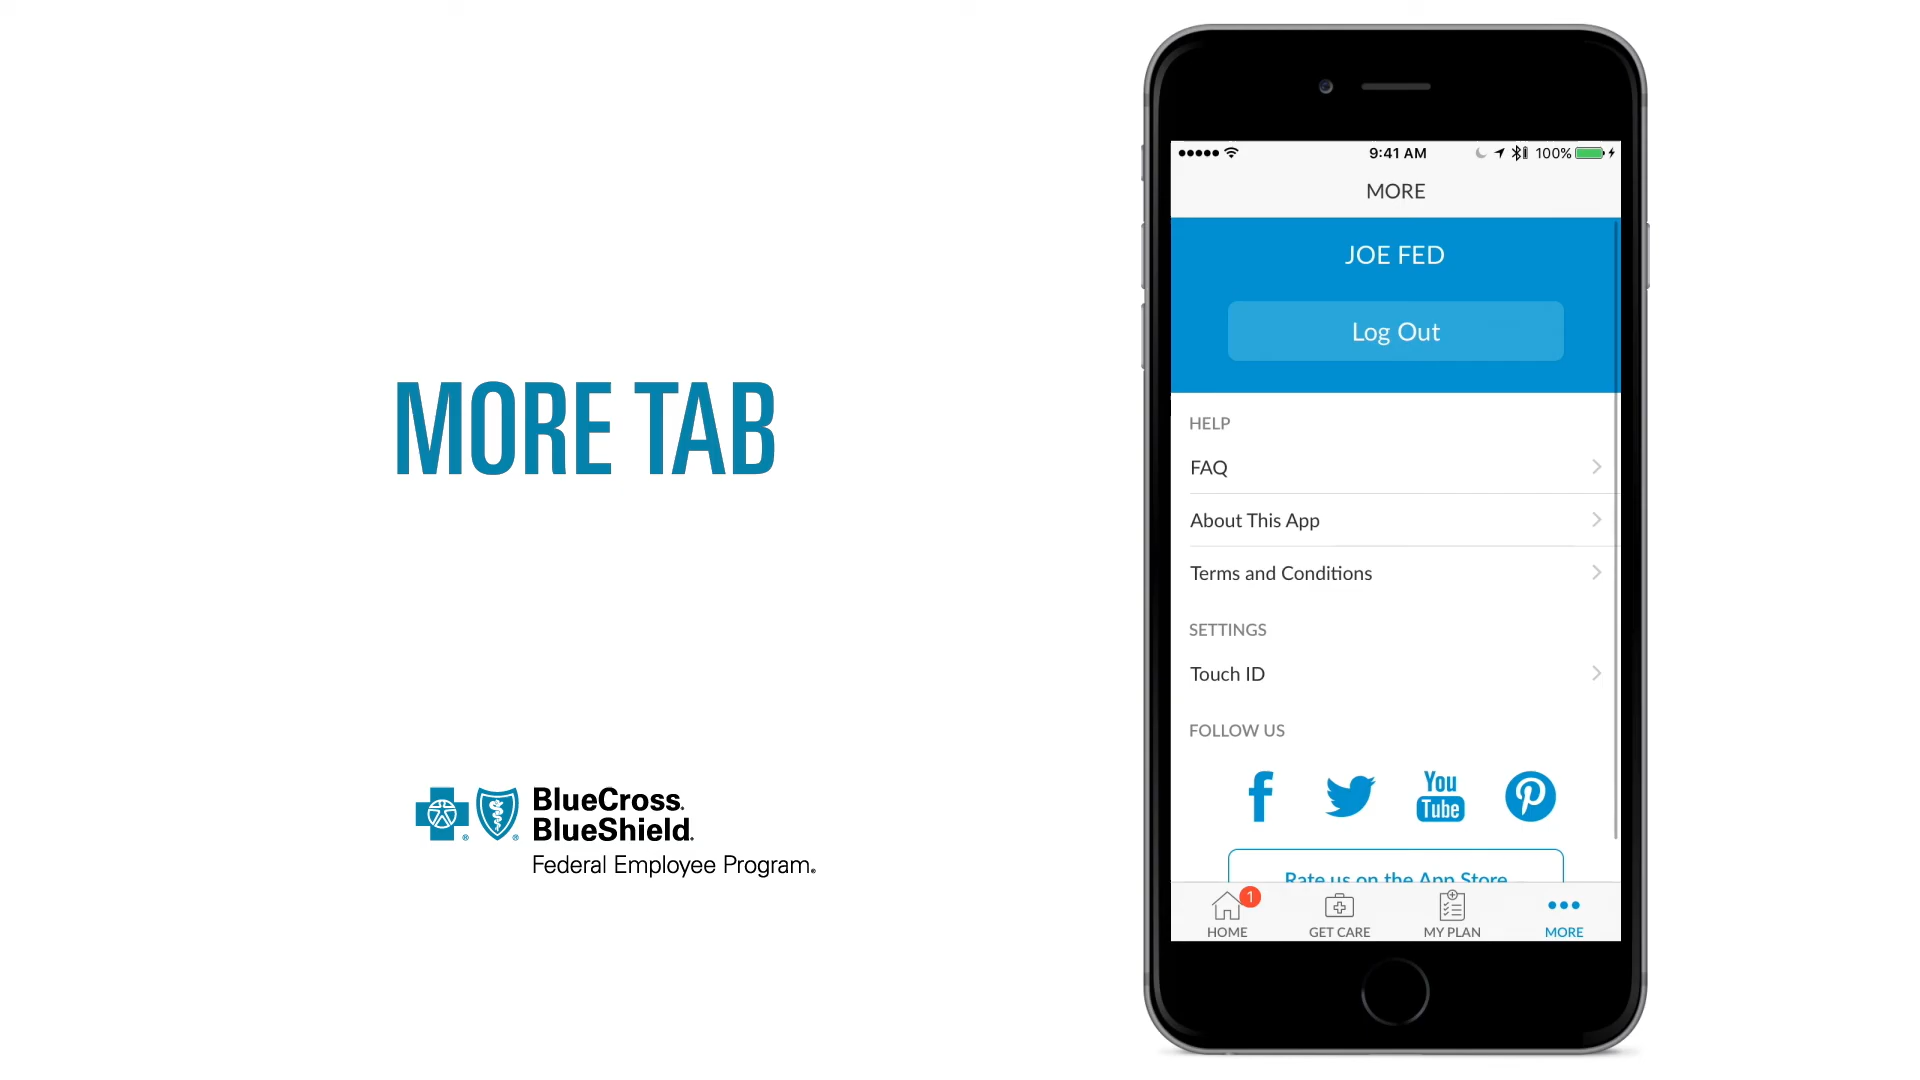 MORE TAB
BlueCross®
BlueShield®
Federal Employee Program®
9:41 AM
100%
MORE
JOE FED
Log Out
HELP
FAQ
About This App
Terms and Conditions
SETTINGS
Touch ID
FOLLOW US
f
You
Tube
Rate us on the App Store
1
HOME
GET CARE
MY PLAN
MORE